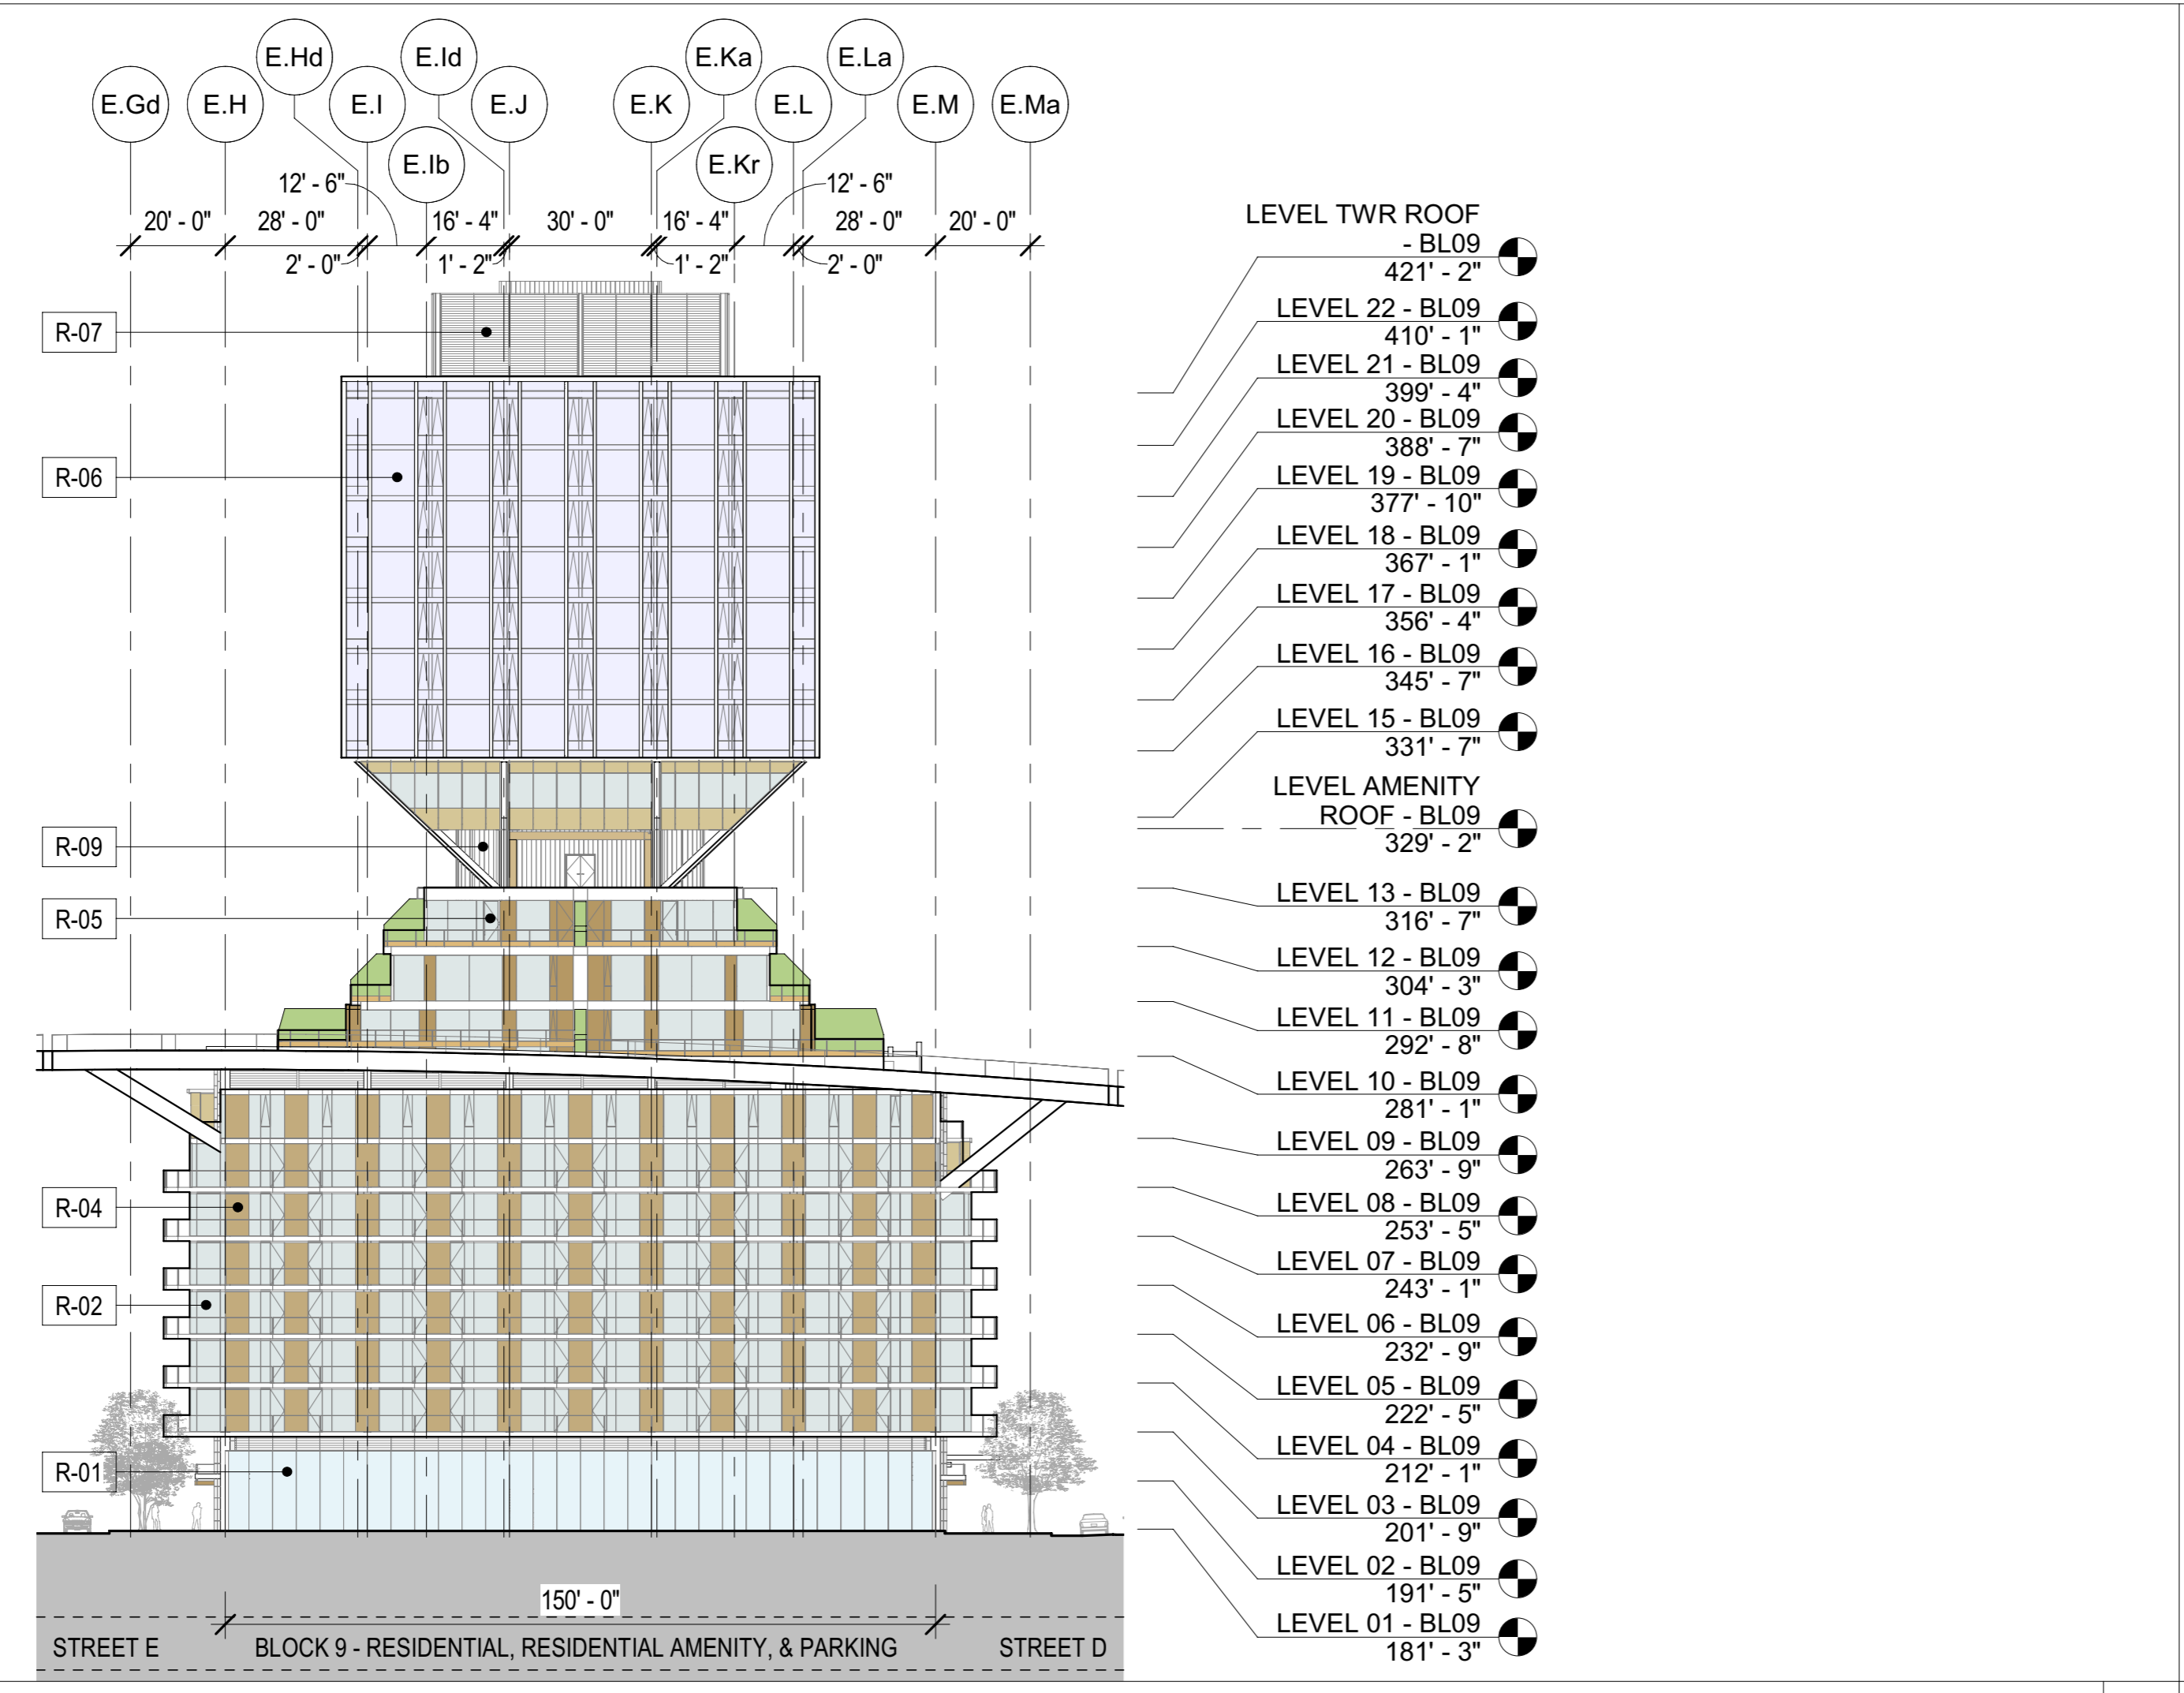 E.Hd
E.Id
E.Ka
E.La
E.Gd
E.H
E.I
E.J
E.K
E.L
E.M
E.Ma
E.Ib
E.Kr
12' - 6"
12' - 6"
20' - 0"
28' - 0"
16' - 4"
30' - 0"
16' - 4"
28' - 0"
20' - 0"
2' - 0"
1' - 2"
1' - 2"
2' - 0"
R-07
R-06
R-09
R-05
R-04
R-02
R-01
LEVEL TWR ROOF
- BL09
421' - 2"
LEVEL 22 - BL09
410' - 1"
LEVEL 21 - BL09
399' - 4"
LEVEL 20 - BL09
388' - 7"
LEVEL 19 - BL09
377' - 10"
LEVEL 18 - BL09
367' - 1"
LEVEL 17 - BL09
356' - 4"
LEVEL 16 - BL09
345' - 7"
LEVEL 15 - BL09
331' - 7"
LEVEL AMENITY
ROOF - BL09
329' - 2"
LEVEL 13 - BL09
316' - 7"
LEVEL 12 - BL09
304' - 3"
LEVEL 11 - BL09
292' - 8"
LEVEL 10 - BL09
281' - 1"
LEVEL 09 - BL09
263' - 9"
LEVEL 08 - BL09
253' - 5"
LEVEL 07 - BL09
243' - 1"
LEVEL 06 - BL09
232' - 9"
LEVEL 05 - BL09
222' - 5"
LEVEL 04 - BL09
212' - 1"
LEVEL 03 - BL09
201' - 9"
LEVEL 02 - BL09
191' - 5"
LEVEL 01 - BL09
181' - 3"
150' - 0"
STREET E
BLOCK 9 - RESIDENTIAL, RESIDENTIAL AMENITY, & PARKING
STREET D